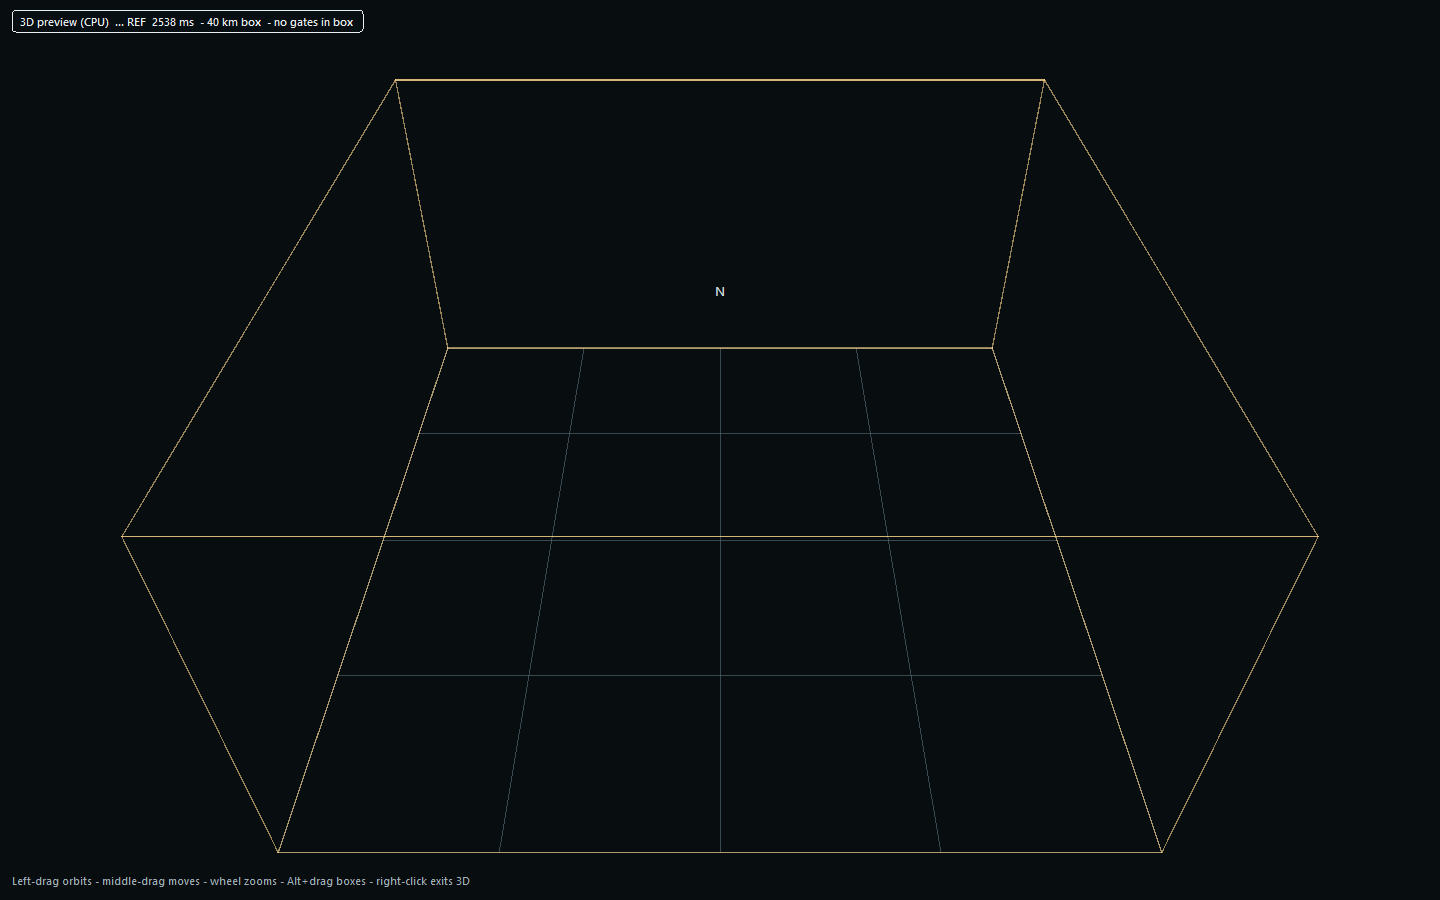 3D preview (CPU)  ... REF  2538 ms  - 40 km box  - no gates in box
N
Left-drag orbits - middle-drag moves - wheel zooms - Alt+drag boxes - right-click exits 3D